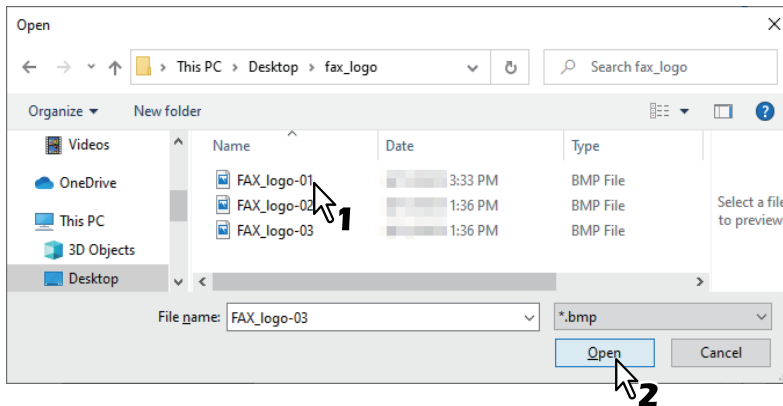 Open
This PC > Desktop > fax_logo
Search fax_logo
Organize
New folder
?
Videos
OneDrive
This PC
3D Objects
Desktop
Name Date Type
FAX_logo-01 3:33 PM BMP File
FAX_logo-02 1:36 PM BMP File
FAX_logo-03 1:36 PM BMP File
Select a file
to preview
1
File name: FAX_logo-03 *.bmp
Open Cancel
2